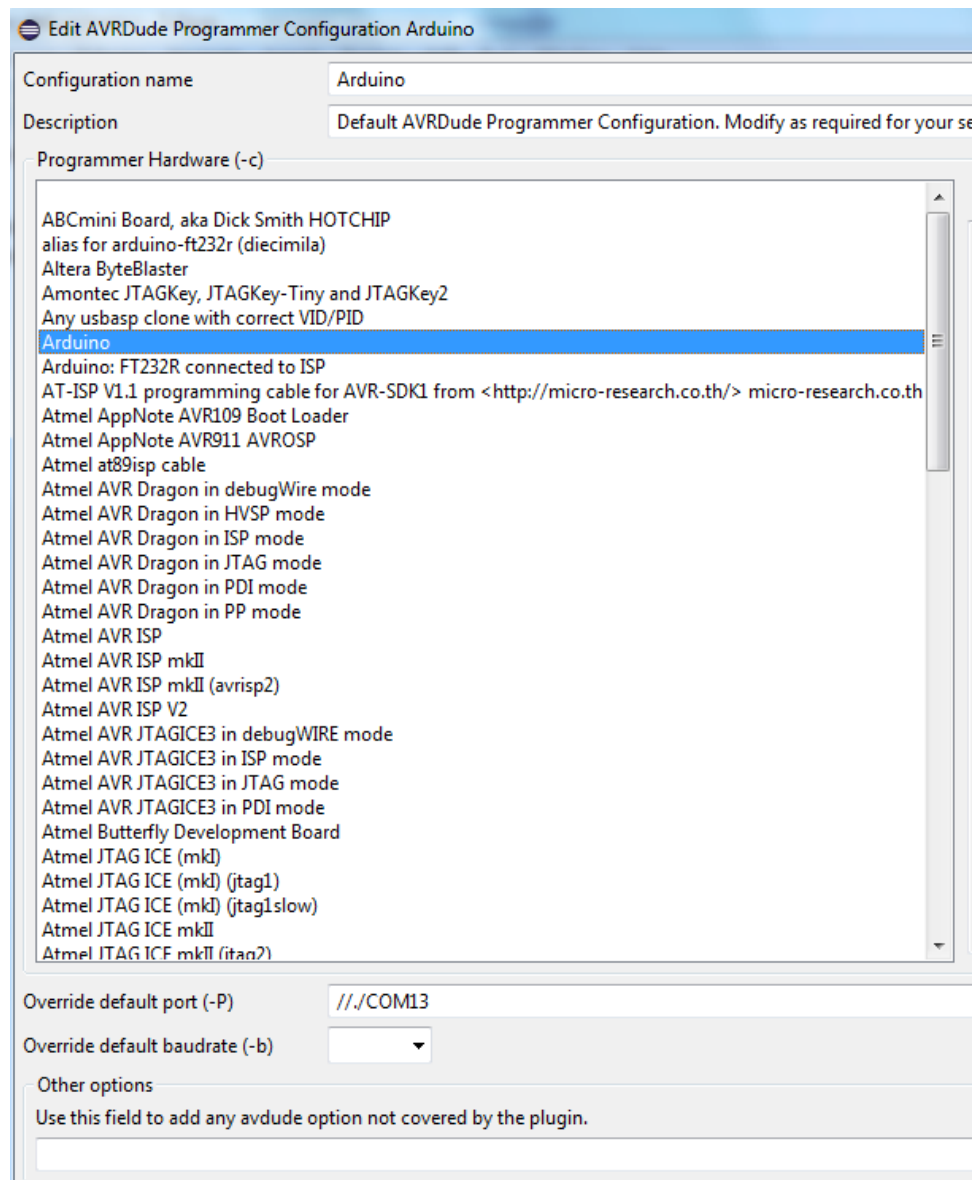 Edit AVRDude Programmer Configuration Arduino
Configuration name Arduino
Description Default AVRDude Programmer Configuration. Modify as required for your se
Programmer Hardware (-c)
ABCmini Board, aka Dick Smith HOTCHIP
alias for arduino-ft232r (diecimila)
Altera ByteBlaster
Amontec JTAGKey, JTAGKey-Tiny and JTAGKey2
Any usbasp clone with correct VID/PID
Arduino
Arduino: FT232R connected to ISP
AT-ISP V1.1 programming cable for AVR-SDK1 from <http://micro-research.co.th/> micro-research.co.th
Atmel AppNote AVR109 Boot Loader
Atmel AppNote AVR911 AVROSP
Atmel at89isp cable
Atmel AVR Dragon in debugWire mode
Atmel AVR Dragon in HVSP mode
Atmel AVR Dragon in ISP mode
Atmel AVR Dragon in JTAG mode
Atmel AVR Dragon in PDI mode
Atmel AVR Dragon in PP mode
Atmel AVR ISP
Atmel AVR ISP mkII
Atmel AVR ISP mkII (avrisp2)
Atmel AVR ISP V2
Atmel AVR JTAGICE3 in debugWIRE mode
Atmel AVR JTAGICE3 in ISP mode
Atmel AVR JTAGICE3 in JTAG mode
Atmel AVR JTAGICE3 in PDI mode
Atmel Butterfly Development Board
Atmel JTAG ICE (mkI)
Atmel JTAG ICE (mkI) (jtag1)
Atmel JTAG ICE (mkI) (jtag1slow)
Atmel JTAG ICE mkII
Atmel JTAG ICE mkII (jtag2)
Override default port (-P) //./COM13
Override default baudrate (-b)
Other options
Use this field to add any avdude option not covered by the plugin.